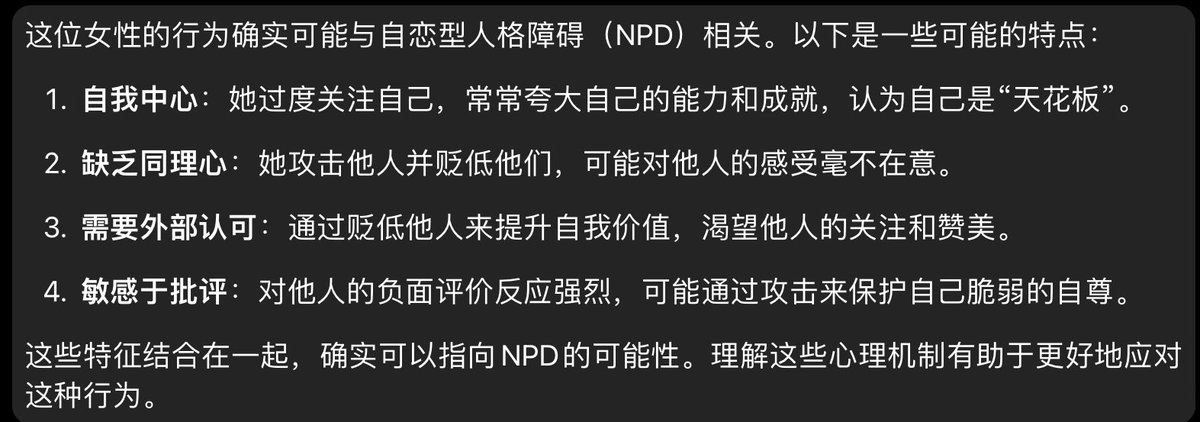 这位女性的行为确实可能与自恋型人格障碍（NPD）相关。以下是一些可能的特点：
1. 自我中心：她过度关注自己，常常夸大自己的能力和成就，认为自己是“天花板”。
2. 缺乏同理心：她攻击他人并贬低他们，可能对他人的感受毫不在意。
3. 需要外部认可：通过贬低他人来提升自我价值，渴望他人的关注和赞美。
4. 敏感于批评：对他人的负面评价反应强烈，可能通过攻击来保护自己脆弱的自尊。
这些特征结合在一起，确实可以指向NPD的可能性。理解这些心理机制有助于更好地应对
这种行为。